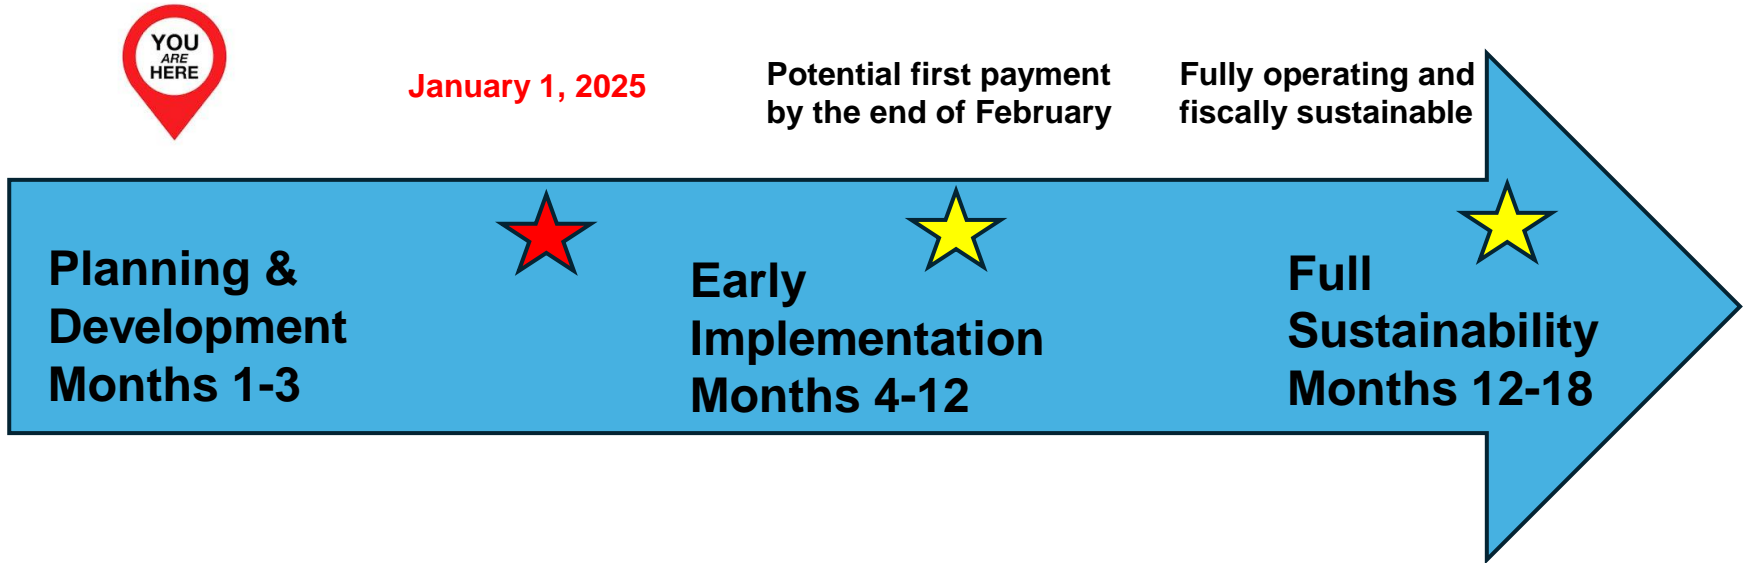 YOU
ARE
HERE
January 1, 2025
Potential first payment
by the end of February
Fully operating and
fiscally sustainable
Planning &
Development
Months 1-3
Early
Implementation
Months 4-12
Full
Sustainability
Months 12-18